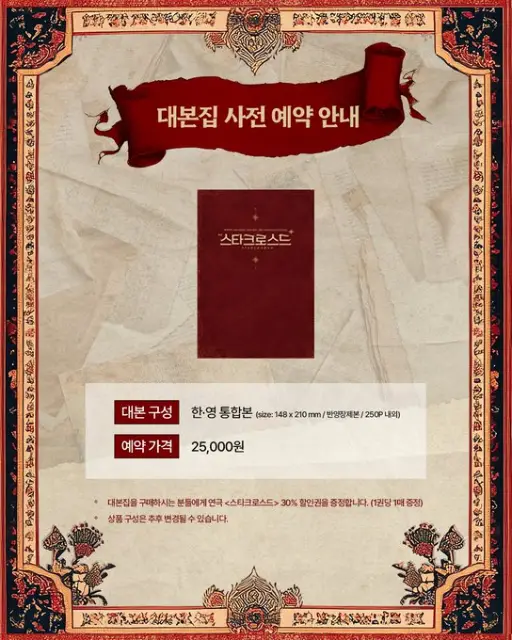 대본집 사전 예약 안내
스타크로스드
대본 구성 한·영 통합본 (size: 148 x 210 mm / 반양장제본 / 250P 내외)
예약 가격 25,000원
* 대본집을 구매하시는 분들에게 연극 <스타크로스드> 30% 할인권을 증정합니다. (1권당 1매 증정)
* 상품 구성은 추후 변경될 수 있습니다.